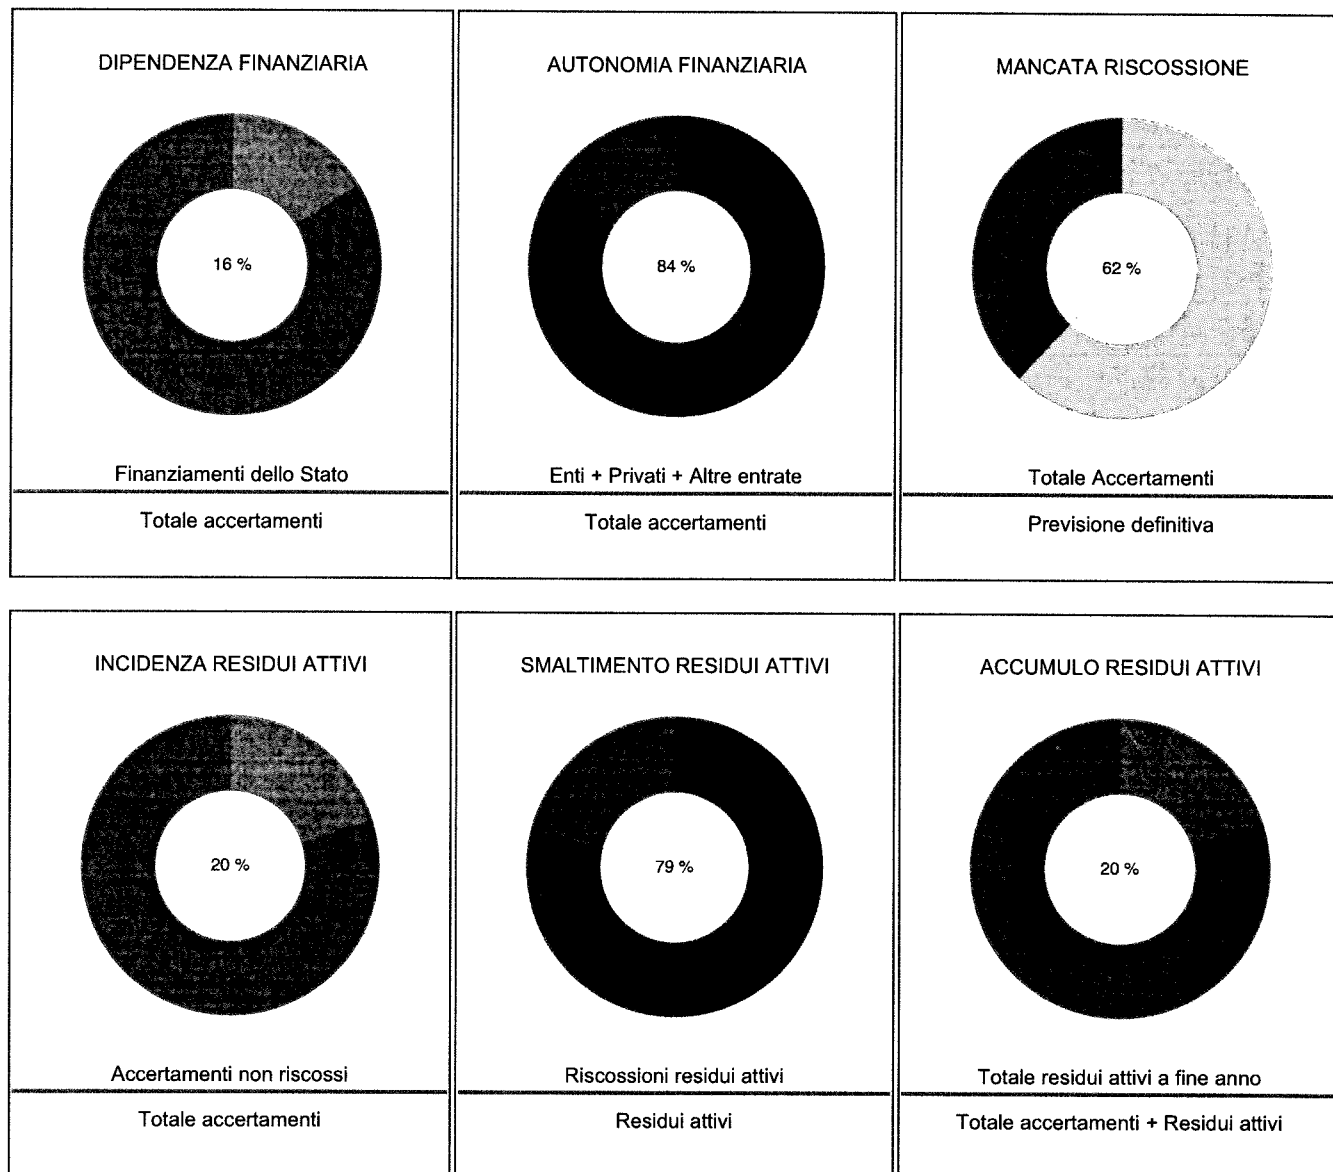 DIPENDENZA FINANZIARIA
16 %
Finanziamenti dello Stato
Totale accertamenti
AUTONOMIA FINANZIARIA
84 %
Enti + Privati + Altre entrate
Totale accertamenti
MANCATA RISCOSSIONE
62 %
Totale Accertamenti
Previsione definitiva
INCIDENZA RESIDUI ATTIVI
20 %
Accertamenti non riscossi
Totale accertamenti
SMALTIMENTO RESIDUI ATTIVI
79 %
Riscossioni residui attivi
Residui attivi
ACCUMULO RESIDUI ATTIVI
20 %
Totale residui attivi a fine anno
Totale accertamenti + Residui attivi